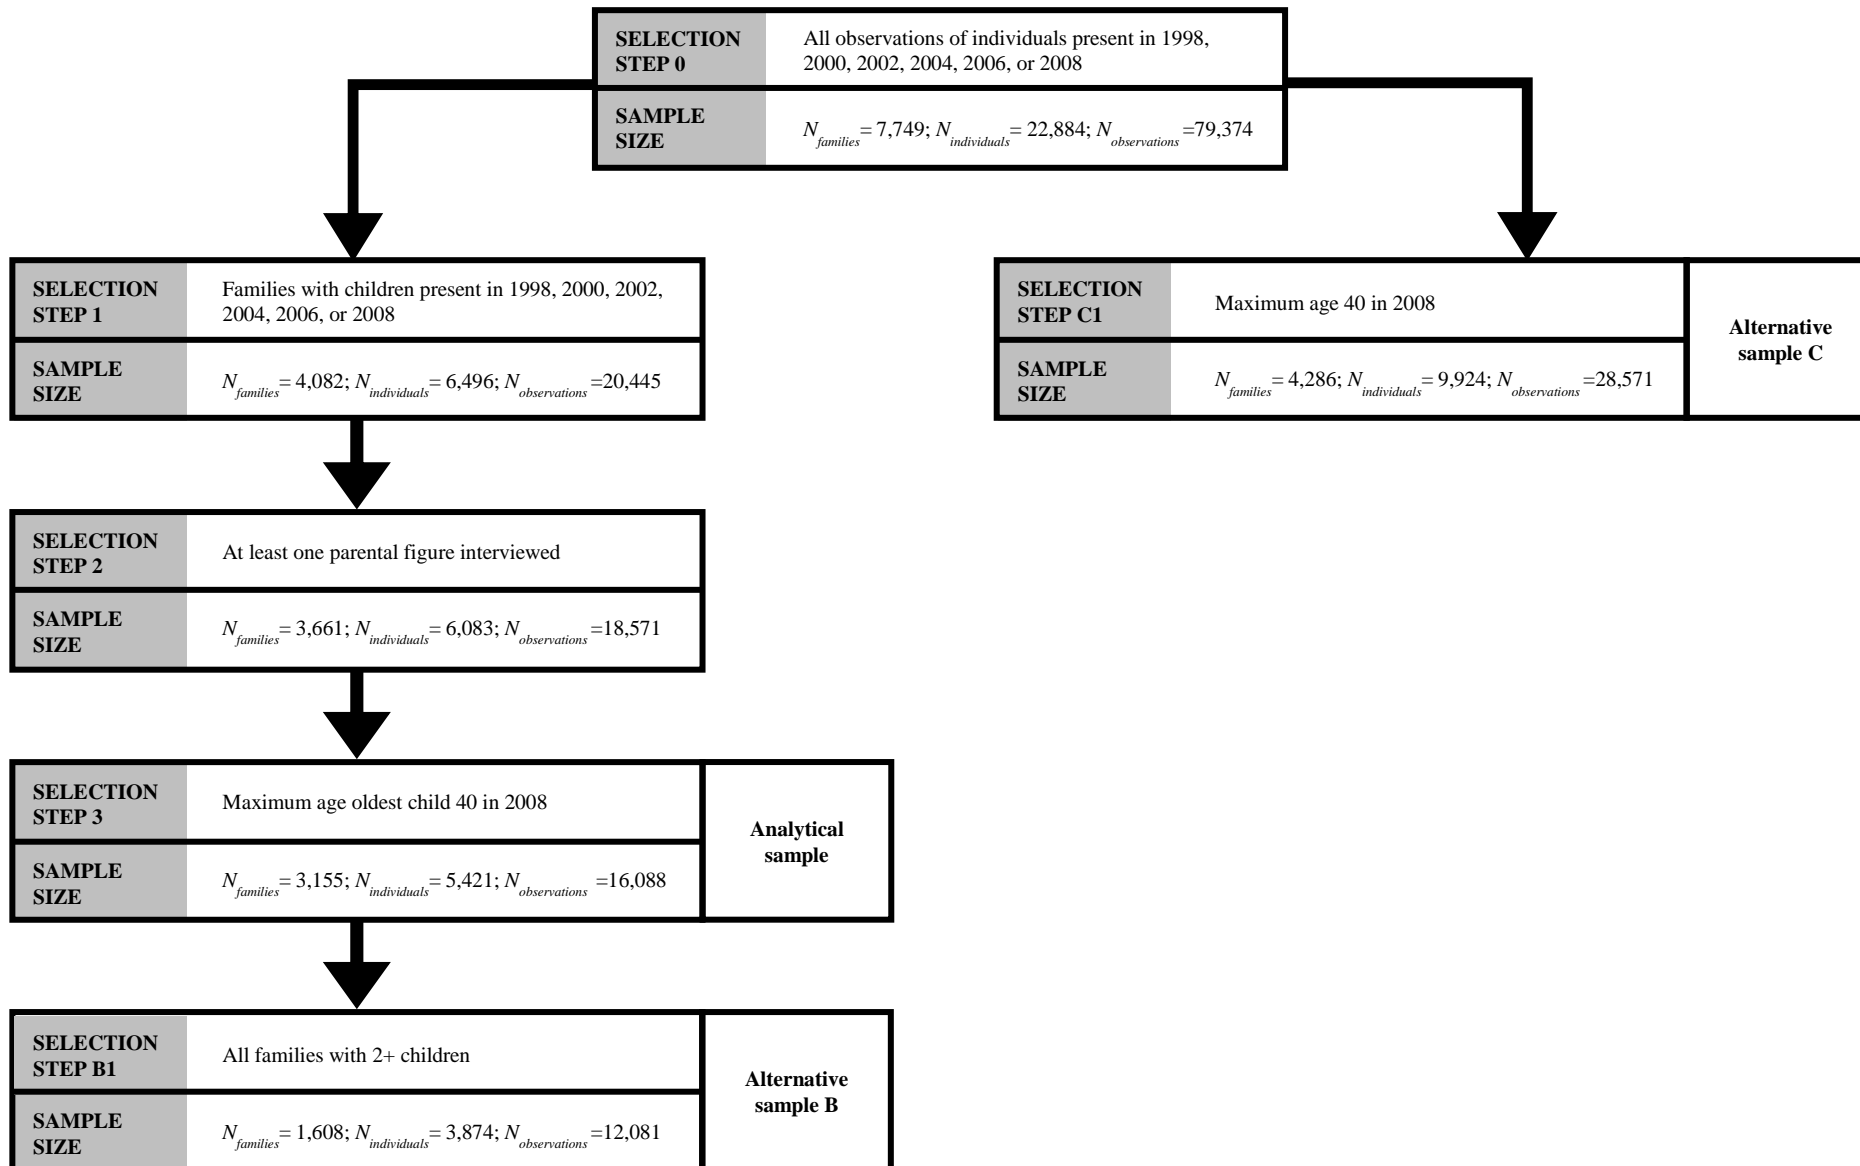 SELECTION
STEP 0
All observations of individuals present in 1998,
2000, 2002, 2004, 2006, or 2008
SAMPLE
SIZE
N_families = 7,749; N_individuals = 22,884; N_observations =79,374
SELECTION
STEP 1
Families with children present in 1998, 2000, 2002,
2004, 2006, or 2008
SAMPLE
SIZE
N_families = 4,082; N_individuals = 6,496; N_observations =20,445
SELECTION
STEP C1
Maximum age 40 in 2008
SAMPLE
SIZE
N_families = 4,286; N_individuals = 9,924; N_observations =28,571
Alternative
sample C
SELECTION
STEP 2
At least one parental figure interviewed
SAMPLE
SIZE
N_families = 3,661; N_individuals = 6,083; N_observations =18,571
SELECTION
STEP 3
Maximum age oldest child 40 in 2008
SAMPLE
SIZE
N_families = 3,155; N_individuals = 5,421; N_observations =16,088
Analytical
sample
SELECTION
STEP B1
All families with 2+ children
SAMPLE
SIZE
N_families = 1,608; N_individuals = 3,874; N_observations =12,081
Alternative
sample B